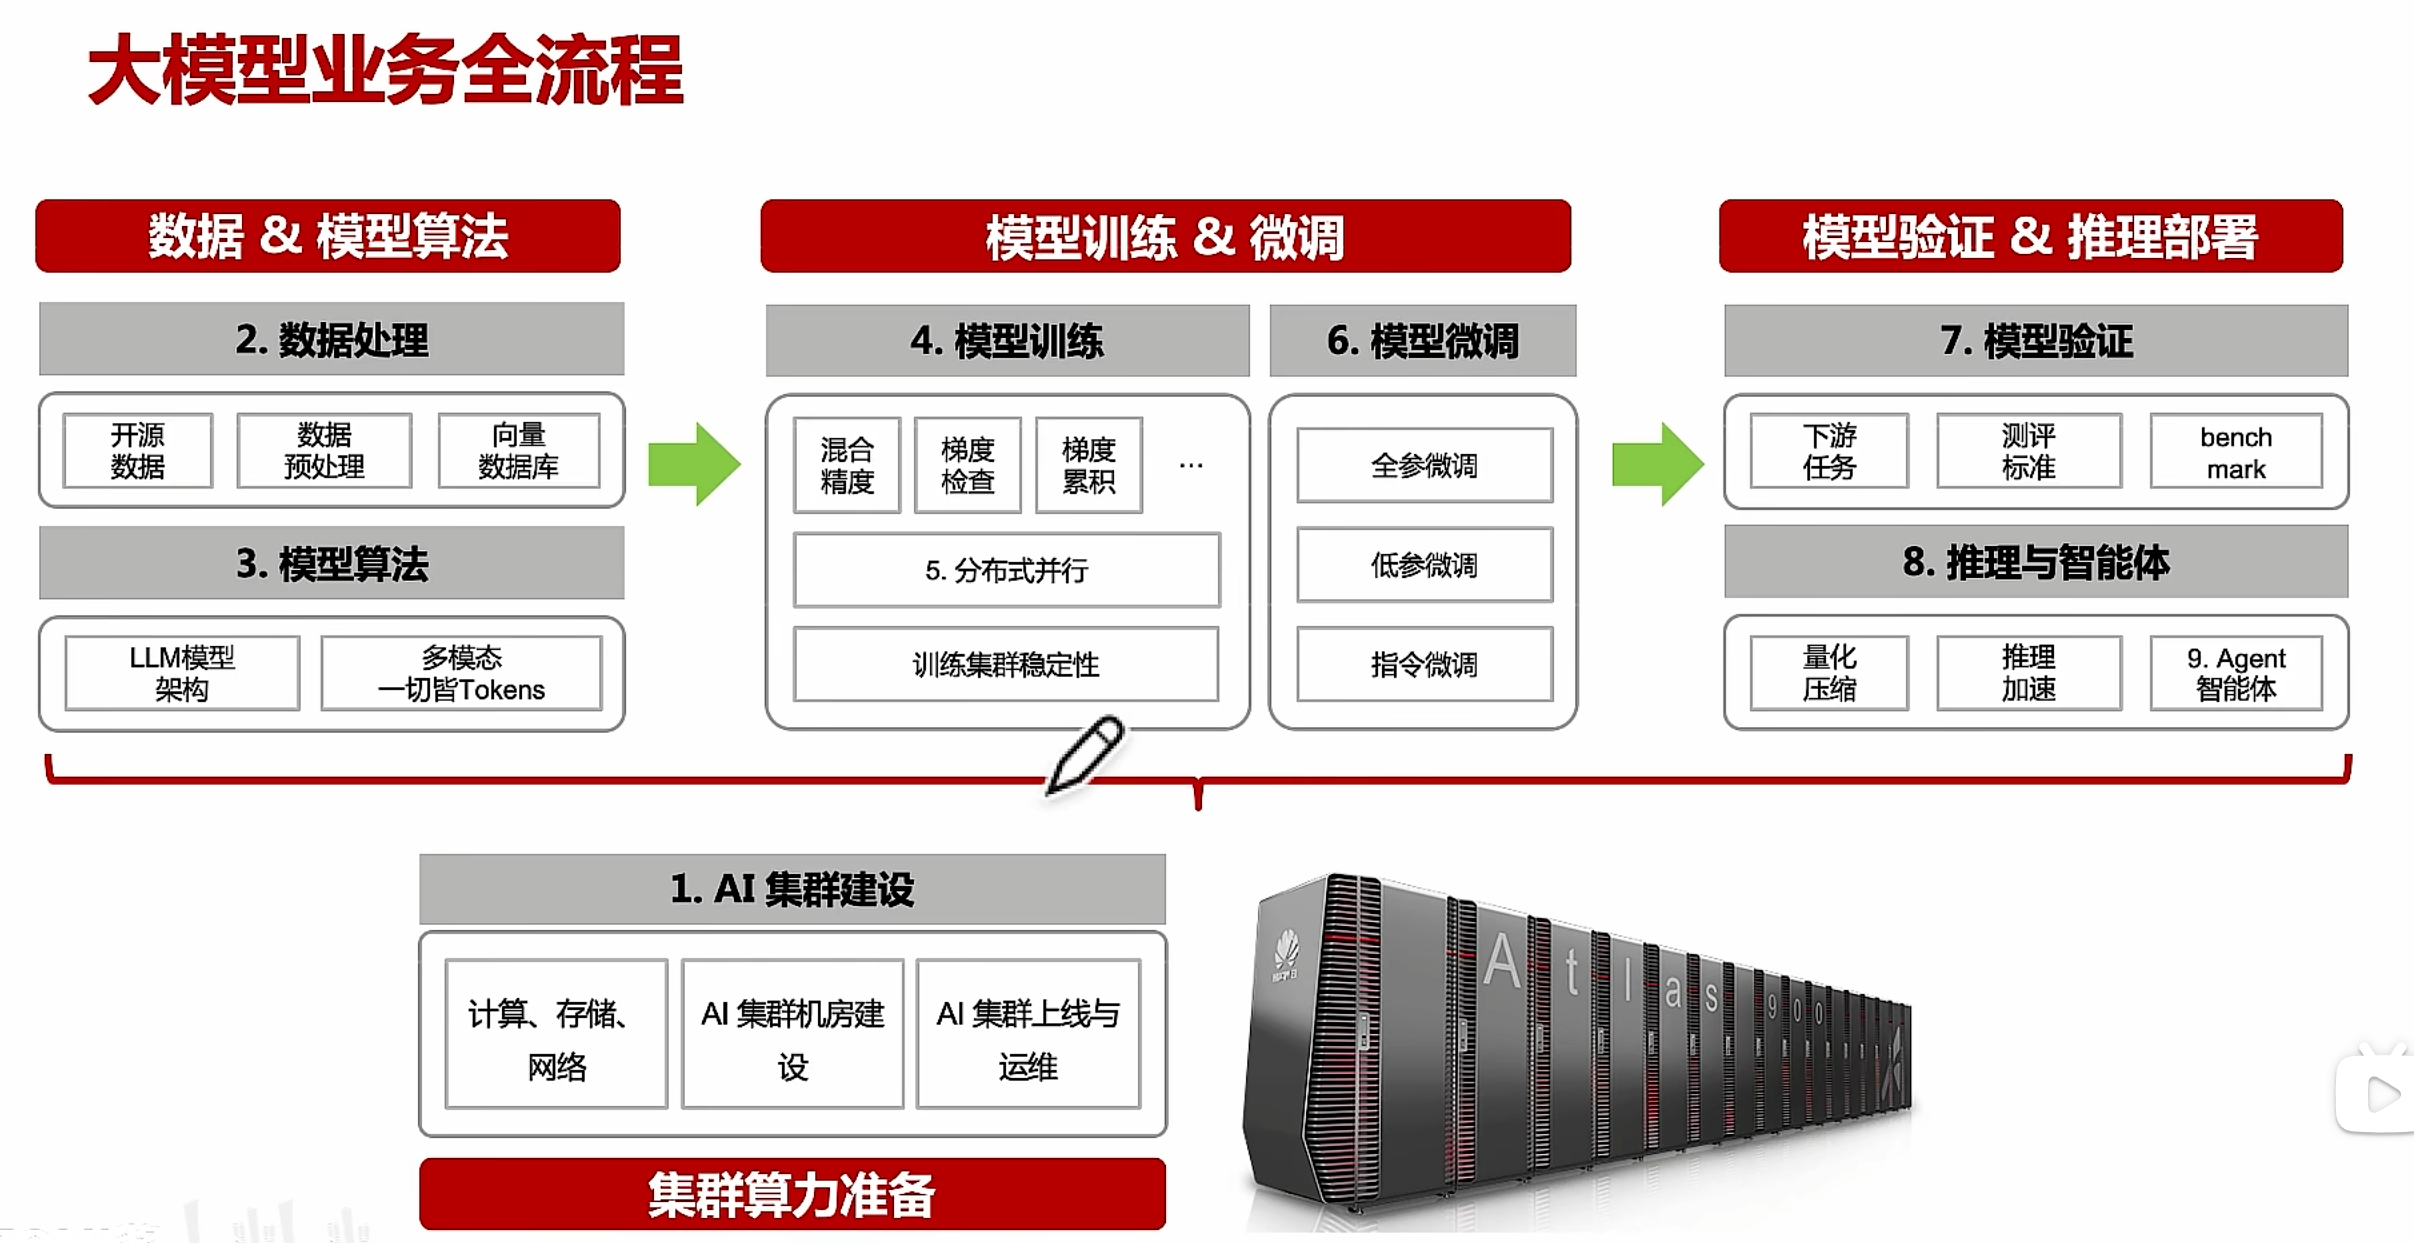 大模型业务全流程
数据 & 模型算法
2. 数据处理
开源
数据
数据
预处理
向量
数据库
3. 模型算法
LLM模型
架构
多模态
一切皆Tokens
模型训练 & 微调
4. 模型训练
混合
精度
梯度
检查
梯度
累积
...
5. 分布式并行
训练集群稳定性
6. 模型微调
全参微调
低参微调
指令微调
模型验证 & 推理部署
7. 模型验证
下游
任务
测评
标准
bench
mark
8. 推理与智能体
量化
压缩
推理
加速
9. Agent
智能体
1. AI 集群建设
计算、存储、
网络
AI 集群机房建
设
AI 集群上线与
运维
集群算力准备
Atlas 900